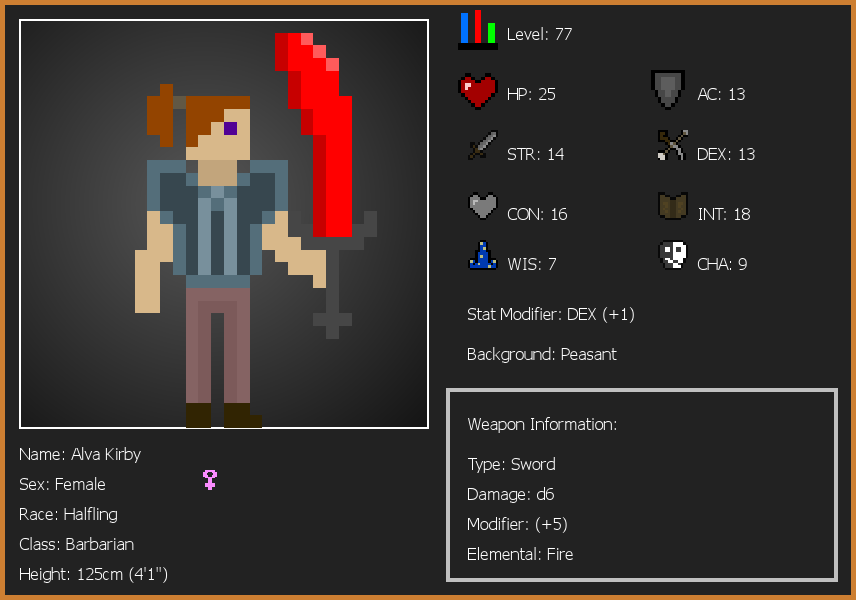 Level: 77
HP: 25
AC: 13
STR: 14
DEX: 13
CON: 16
INT: 18
WIS: 7
CHA: 9
Stat Modifier: DEX (+1)
Background: Peasant
Weapon Information:
Type: Sword
Damage: d6
Modifier: (+5)
Elemental: Fire
Name: Alva Kirby
Sex: Female
Race: Halfling
Class: Barbarian
Height: 125cm (4'1")